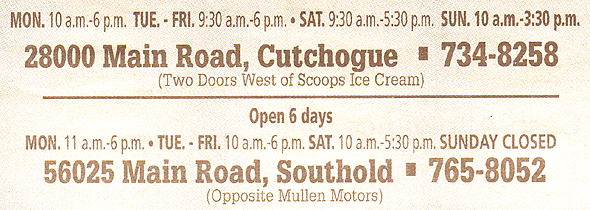 MON. 10 a.m.-6 p.m. TUE. - FRI. 9:30 a.m.-6 p.m. • SAT. 9:30 a.m.-5:30 p.m. SUN. 10 a.m.-3:30 p.m.
28000 Main Road, Cutchogue ▪ 734-8258
(Two Doors West of Scoops Ice Cream)
Open 6 days
MON. 11 a.m.-6 p.m. • TUE. - FRI. 10 a.m.-6 p.m. SAT. 10 a.m.-5:30 p.m. SUNDAY CLOSED
56025 Main Road, Southold ▪ 765-8052
(Opposite Mullen Motors)